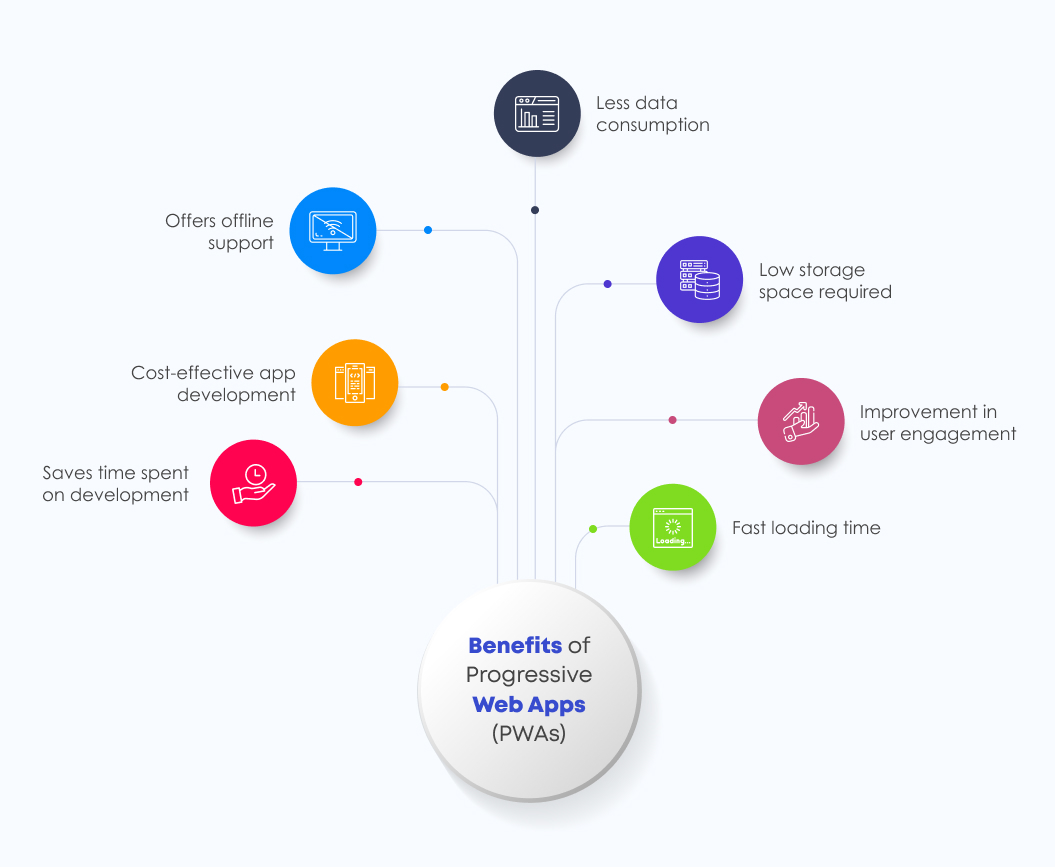 Less data
consumption
Offers offline
support
Low storage
space required
Cost-effective app
development
Improvement in
user engagement
Saves time spent
on development
Loading...
Fast loading time
Benefits of
Progressive
Web Apps
(PWAs)